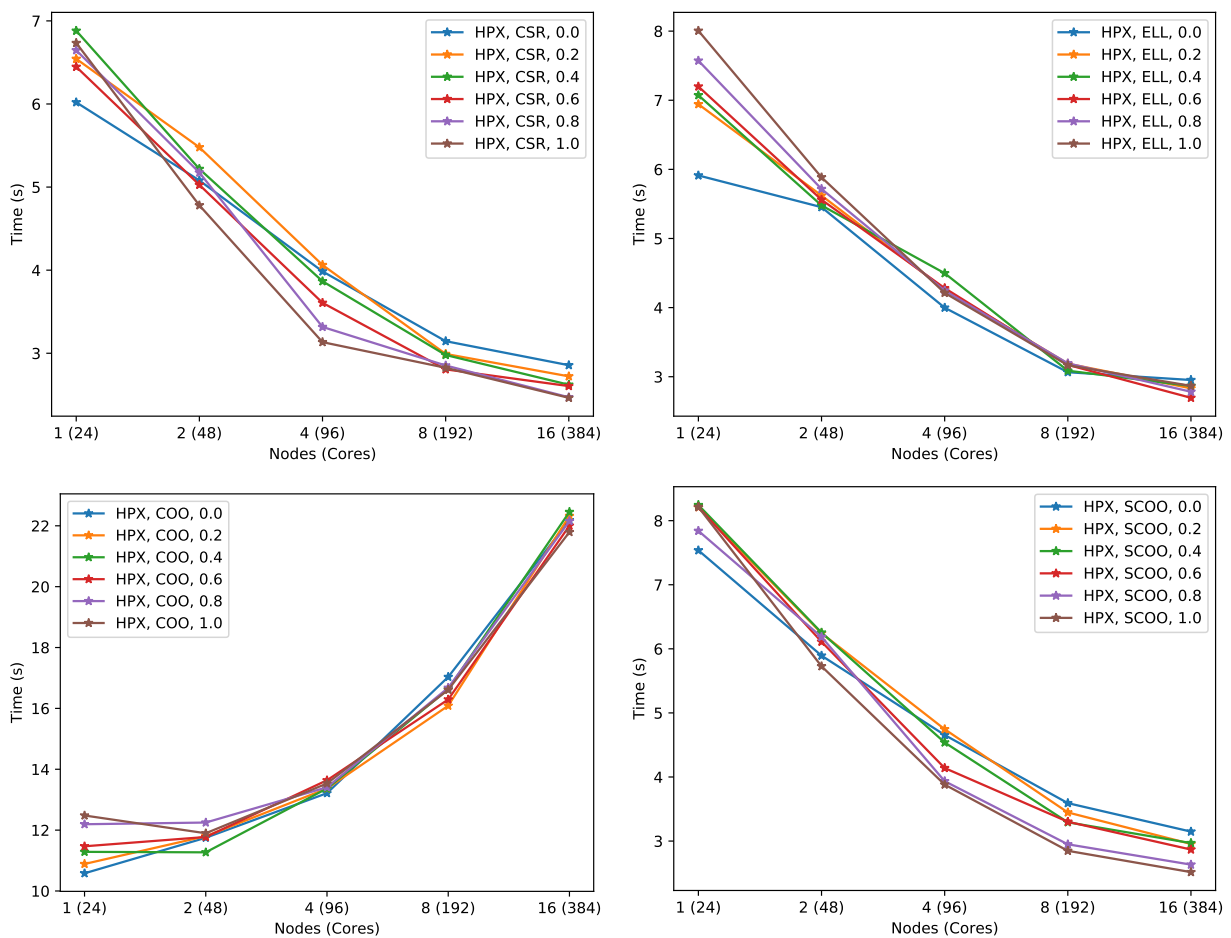 7
6
5
4
3
Time (s)
1 (24)
2 (48)
4 (96)
8 (192)
16 (384)
Nodes (Cores)
HPX, CSR, 0.0
HPX, CSR, 0.2
HPX, CSR, 0.4
HPX, CSR, 0.6
HPX, CSR, 0.8
HPX, CSR, 1.0
8
7
6
5
4
3
Time (s)
1 (24)
2 (48)
4 (96)
8 (192)
16 (384)
Nodes (Cores)
HPX, ELL, 0.0
HPX, ELL, 0.2
HPX, ELL, 0.4
HPX, ELL, 0.6
HPX, ELL, 0.8
HPX, ELL, 1.0
22
20
18
16
14
12
10
Time (s)
1 (24)
2 (48)
4 (96)
8 (192)
16 (384)
Nodes (Cores)
HPX, COO, 0.0
HPX, COO, 0.2
HPX, COO, 0.4
HPX, COO, 0.6
HPX, COO, 0.8
HPX, COO, 1.0
8
7
6
5
4
3
Time (s)
1 (24)
2 (48)
4 (96)
8 (192)
16 (384)
Nodes (Cores)
HPX, SCOO, 0.0
HPX, SCOO, 0.2
HPX, SCOO, 0.4
HPX, SCOO, 0.6
HPX, SCOO, 0.8
HPX, SCOO, 1.0